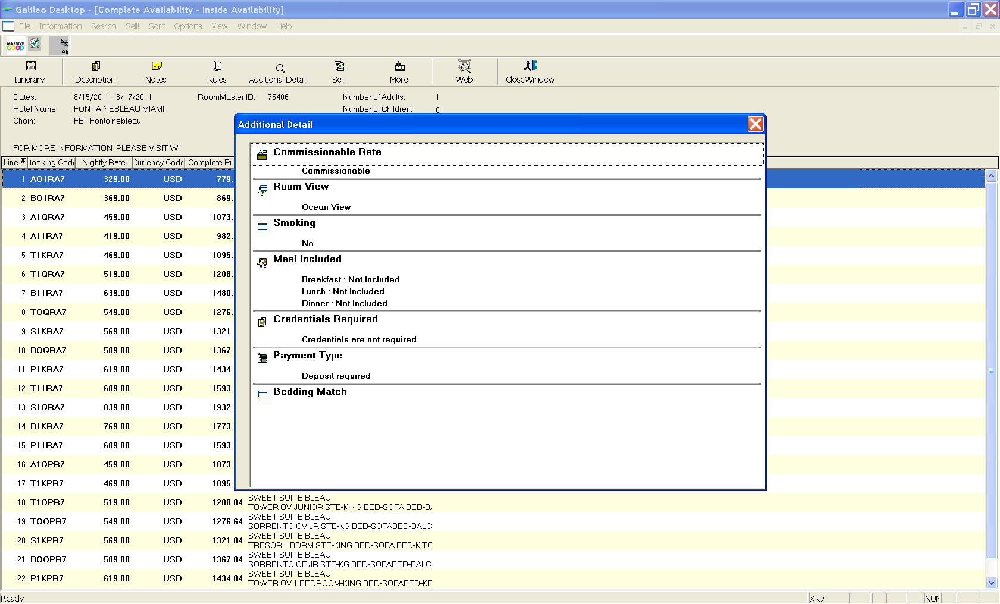 Galileo Desktop - [Complete Availability - Inside Availability]
File Information Search Sell! Sort Options View Window Help
MASSIVE GOOD
Air
Itinerary Description Notes Rules Additional Detail Sell More Web CloseWindow
Dates: 8/15/2011 - 8/17/2011 RoomMaster ID: 75406 Number of Adults: 1
Hotel Name: FONTAINEBLEAU MIAMI Number of Children: 0
Chain: FB - Fontainebleau
FOR MORE INFORMATION PLEASE VISIT W
Line # Booking Code Nightly Rate Currency Code Complete Pri
1 AO1RA7 329.00 USD 779.
2 BO1RA7 369.00 USD 869.
3 A1QRA7 459.00 USD 1073.
4 A11RA7 419.00 USD 982.
5 T1KRA7 469.00 USD 1095.
6 T1QRA7 519.00 USD 1208.
7 B11RA7 639.00 USD 1480.
8 TOQRA7 549.00 USD 1276.
9 S1KRA7 569.00 USD 1321.
10 BOQRA7 589.00 USD 1367.
11 P1KRA7 619.00 USD 1434.
12 T11RA7 689.00 USD 1593.
13 S1QRA7 839.00 USD 1932.
14 B1KRA7 769.00 USD 1773.
15 P11RA7 689.00 USD 1593.
16 A1QPR7 459.00 USD 1073.
17 T1KPR7 469.00 USD 1095.
Additional Detail
Commissionable Rate
Commissionable
Room View
Ocean View
Smoking
No
Meal Included
Breakfast : Not Included
Lunch : Not Included
Dinner : Not Included
Credentials Required
Credentials are not required
Payment Type
Deposit required
Bedding Match
SWEET SUITE BLEAU
18 T1QPR7 519.00 USD 1208.84
TOWER OV JUNIOR STE-KING BED-SOFA BED-BA
SWEET SUITE BLEAU
19 TOQPR7 549.00 USD 1276.64
SORRENTO OV JR STE-KG BED-SOFABED-BALC
SWEET SUITE BLEAU
20 S1KPR7 569.00 USD 1321.84
TRESOR 1 BDRM STE-KING BED-SOFA BED-KITC
SWEET SUITE BLEAU
21 BOQPR7 589.00 USD 1367.04
SORRENTO OF JR STE-KG BED-SOFABED-BALC
SWEET SUITE BLEAU
22 P1KPR7 619.00 USD 1434.84
TOWER OV 1 BEDROOM-KING BED-SOFABED-KIT
Ready XR7 NUM